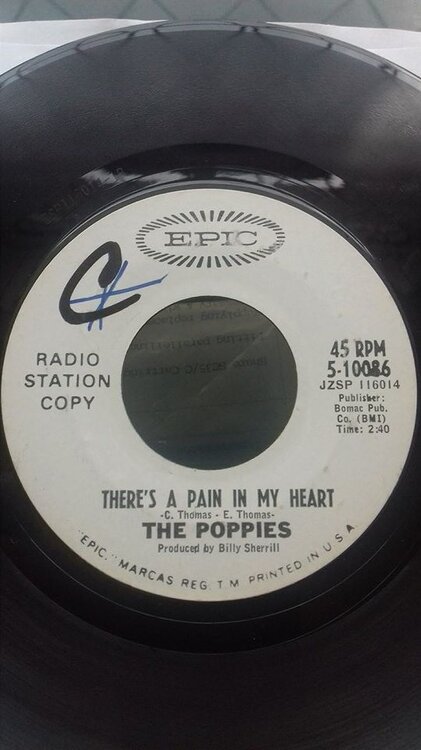 EPIC
C
RADIO
STATION
COPY
45 RPM
5-10086
JZSP 116014
Publisher:
Bomac Pub.
Co. (BMI)
Time: 2:40
THERE'S A PAIN IN MY HEART
-C. Thomas - E. Thomas-
THE POPPIES
Produced by Billy Sherrill
"EPIC," MARCAS REG. T M PRINTED IN U S A